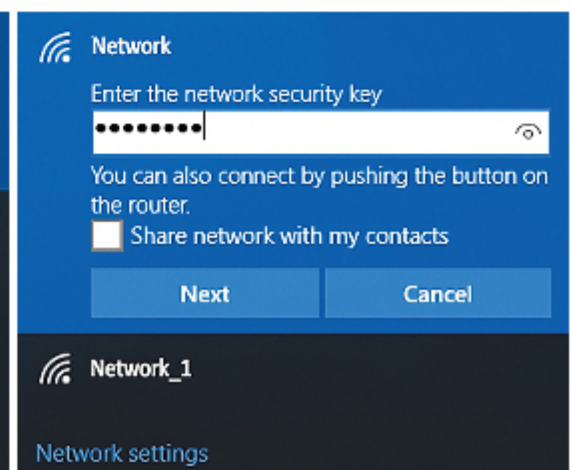 Network
Enter the network security key
••••••••
You can also connect by pushing the button on
the router.
Share network with my contacts
Next Cancel
Network_1
Network settings